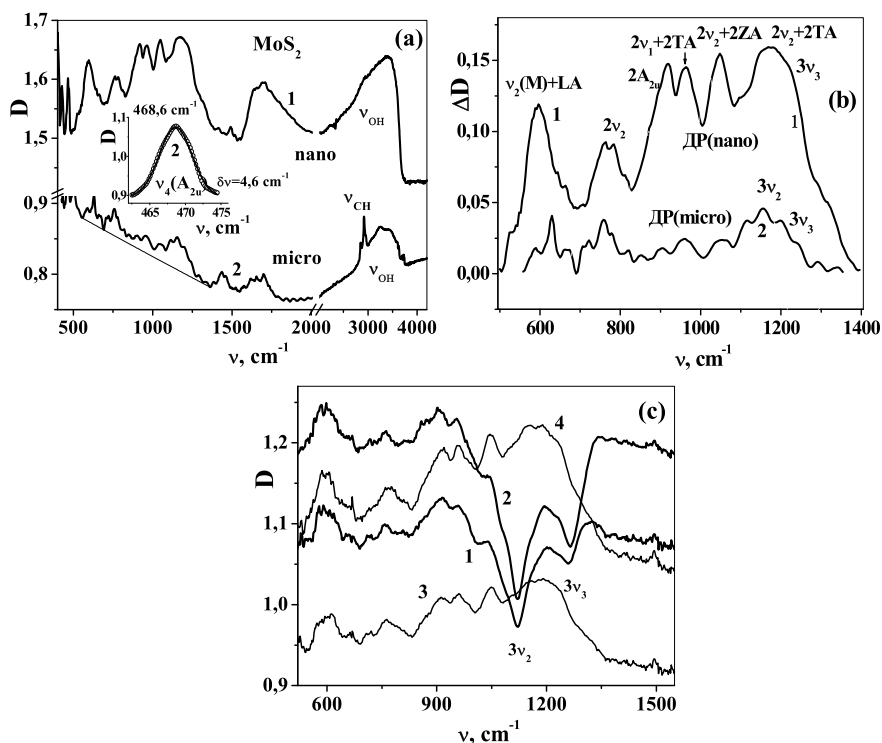 (a)
MoS₂
1,7
1,6
1,5
0,9
0,8
D
1
nano
468,6 cm⁻¹
D
1,1
1,0
0,9
2
ν₄(A₂ᵤ
δν=4,6 cm⁻¹
465 470 475
ν, cm⁻¹
ν_OH
ν_CH
micro
2
ν_OH
500 1000 1500 2000 3000 4000
ν, cm⁻¹
(b)
2ν₁+2TA 2ν₂+2ZA 2ν₂+2TA
ν₂(M)+LA
2A₂ᵤ
3ν₃
0,15
0,10
0,05
0,00
ΔD
1
2ν₂
ДР(nano)
1
ДР(micro)
3ν₂
3ν₃
2
600 800 1000 1200 1400
ν, cm⁻¹
(c)
1,2
1,1
1,0
0,9
D
4
2
1
3
3ν₃
3ν₂
600 900 1200 1500
ν, cm⁻¹